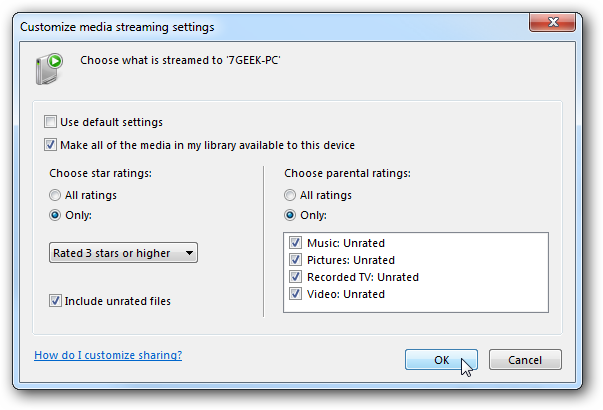 Customize media streaming settings
Choose what is streamed to '7GEEK-PC'
Use default settings
Make all of the media in my library available to this device
Choose star ratings:
All ratings
Only:
Rated 3 stars or higher
Include unrated files
Choose parental ratings:
All ratings
Only:
Music: Unrated
Pictures: Unrated
Recorded TV: Unrated
Video: Unrated
How do I customize sharing?
OK
Cancel